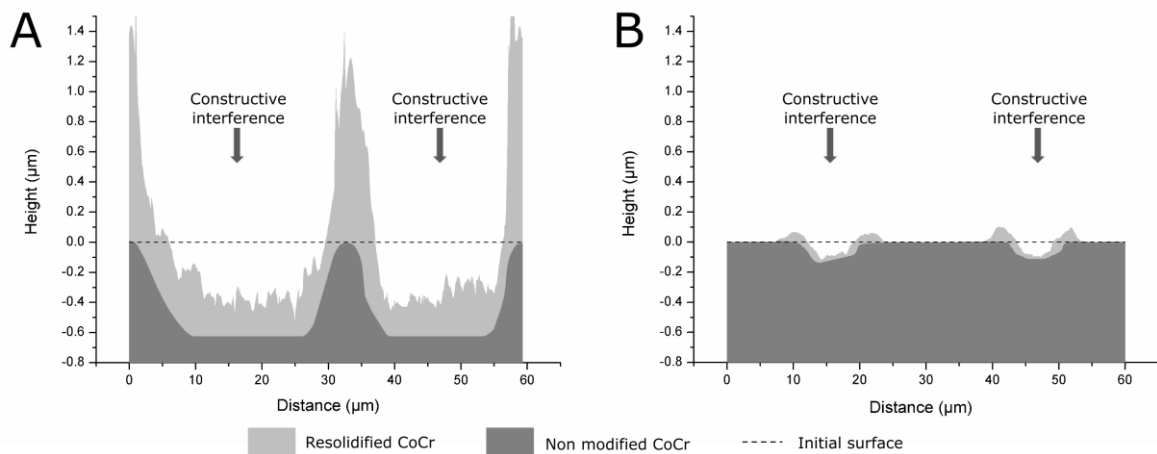 A
B
1.4
1.2
1.0
0.8
0.6
0.4
0.2
0.0
-0.2
-0.4
-0.6
-0.8
Height (µm)
Constructive
interference
Constructive
interference
0
10
20
30
40
50
60
Distance (µm)
1.4
1.2
1.0
0.8
0.6
0.4
0.2
0.0
-0.2
-0.4
-0.6
-0.8
Height (µm)
Constructive
interference
Constructive
interference
0
10
20
30
40
50
60
Distance (µm)
Resolidified CoCr
Non modified CoCr
Initial surface